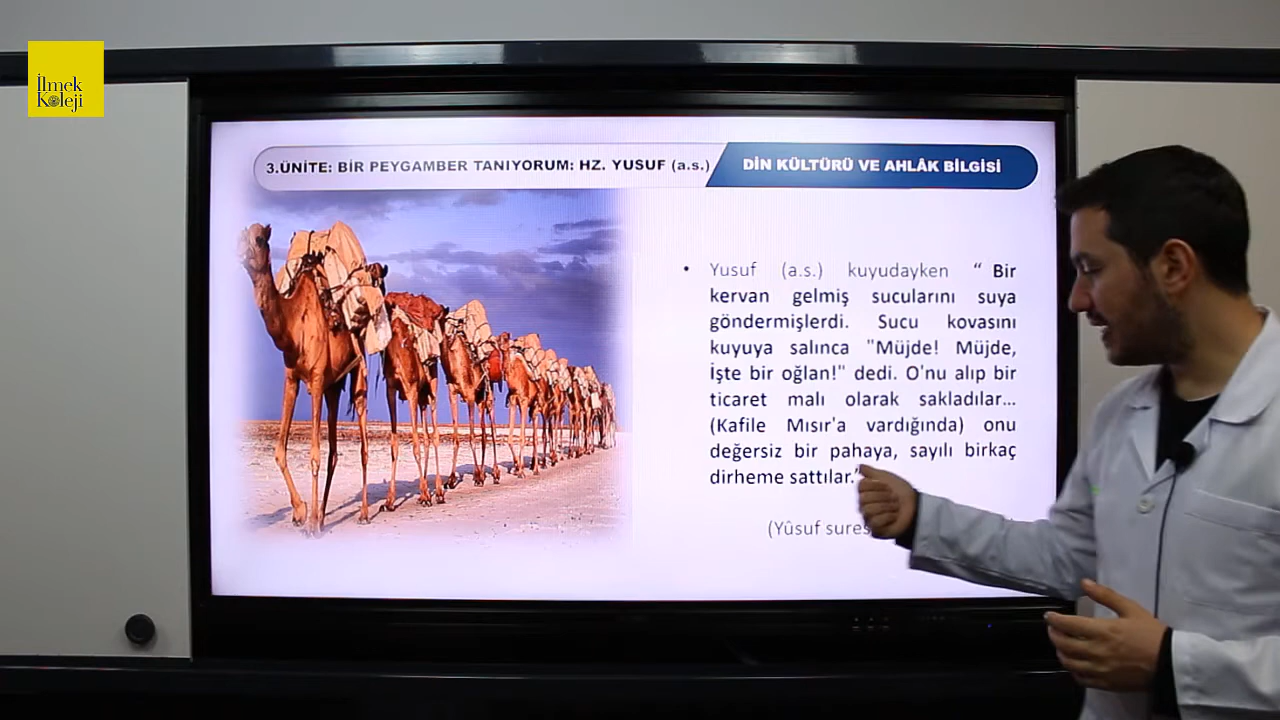 İlmek
Koleji
3.ÜNİTE: BİR PEYGAMBER TANIYORUM: HZ. YUSUF (a.s.)
DİN KÜLTÜRÜ VE AHLÂK BİLGİSİ
• Yusuf (a.s.) kuyudayken “ Bir
kervan gelmiş sucularını suya
göndermişlerdi. Sucu kovasını
kuyuya salınca "Müjde! Müjde,
İşte bir oğlan!" dedi. O'nu alıp bir
ticaret malı olarak sakladılar...
(Kafile Mısır'a vardığında) onu
değersiz bir pahaya, sayılı birkaç
dirheme sattılar.”
(Yûsuf sures